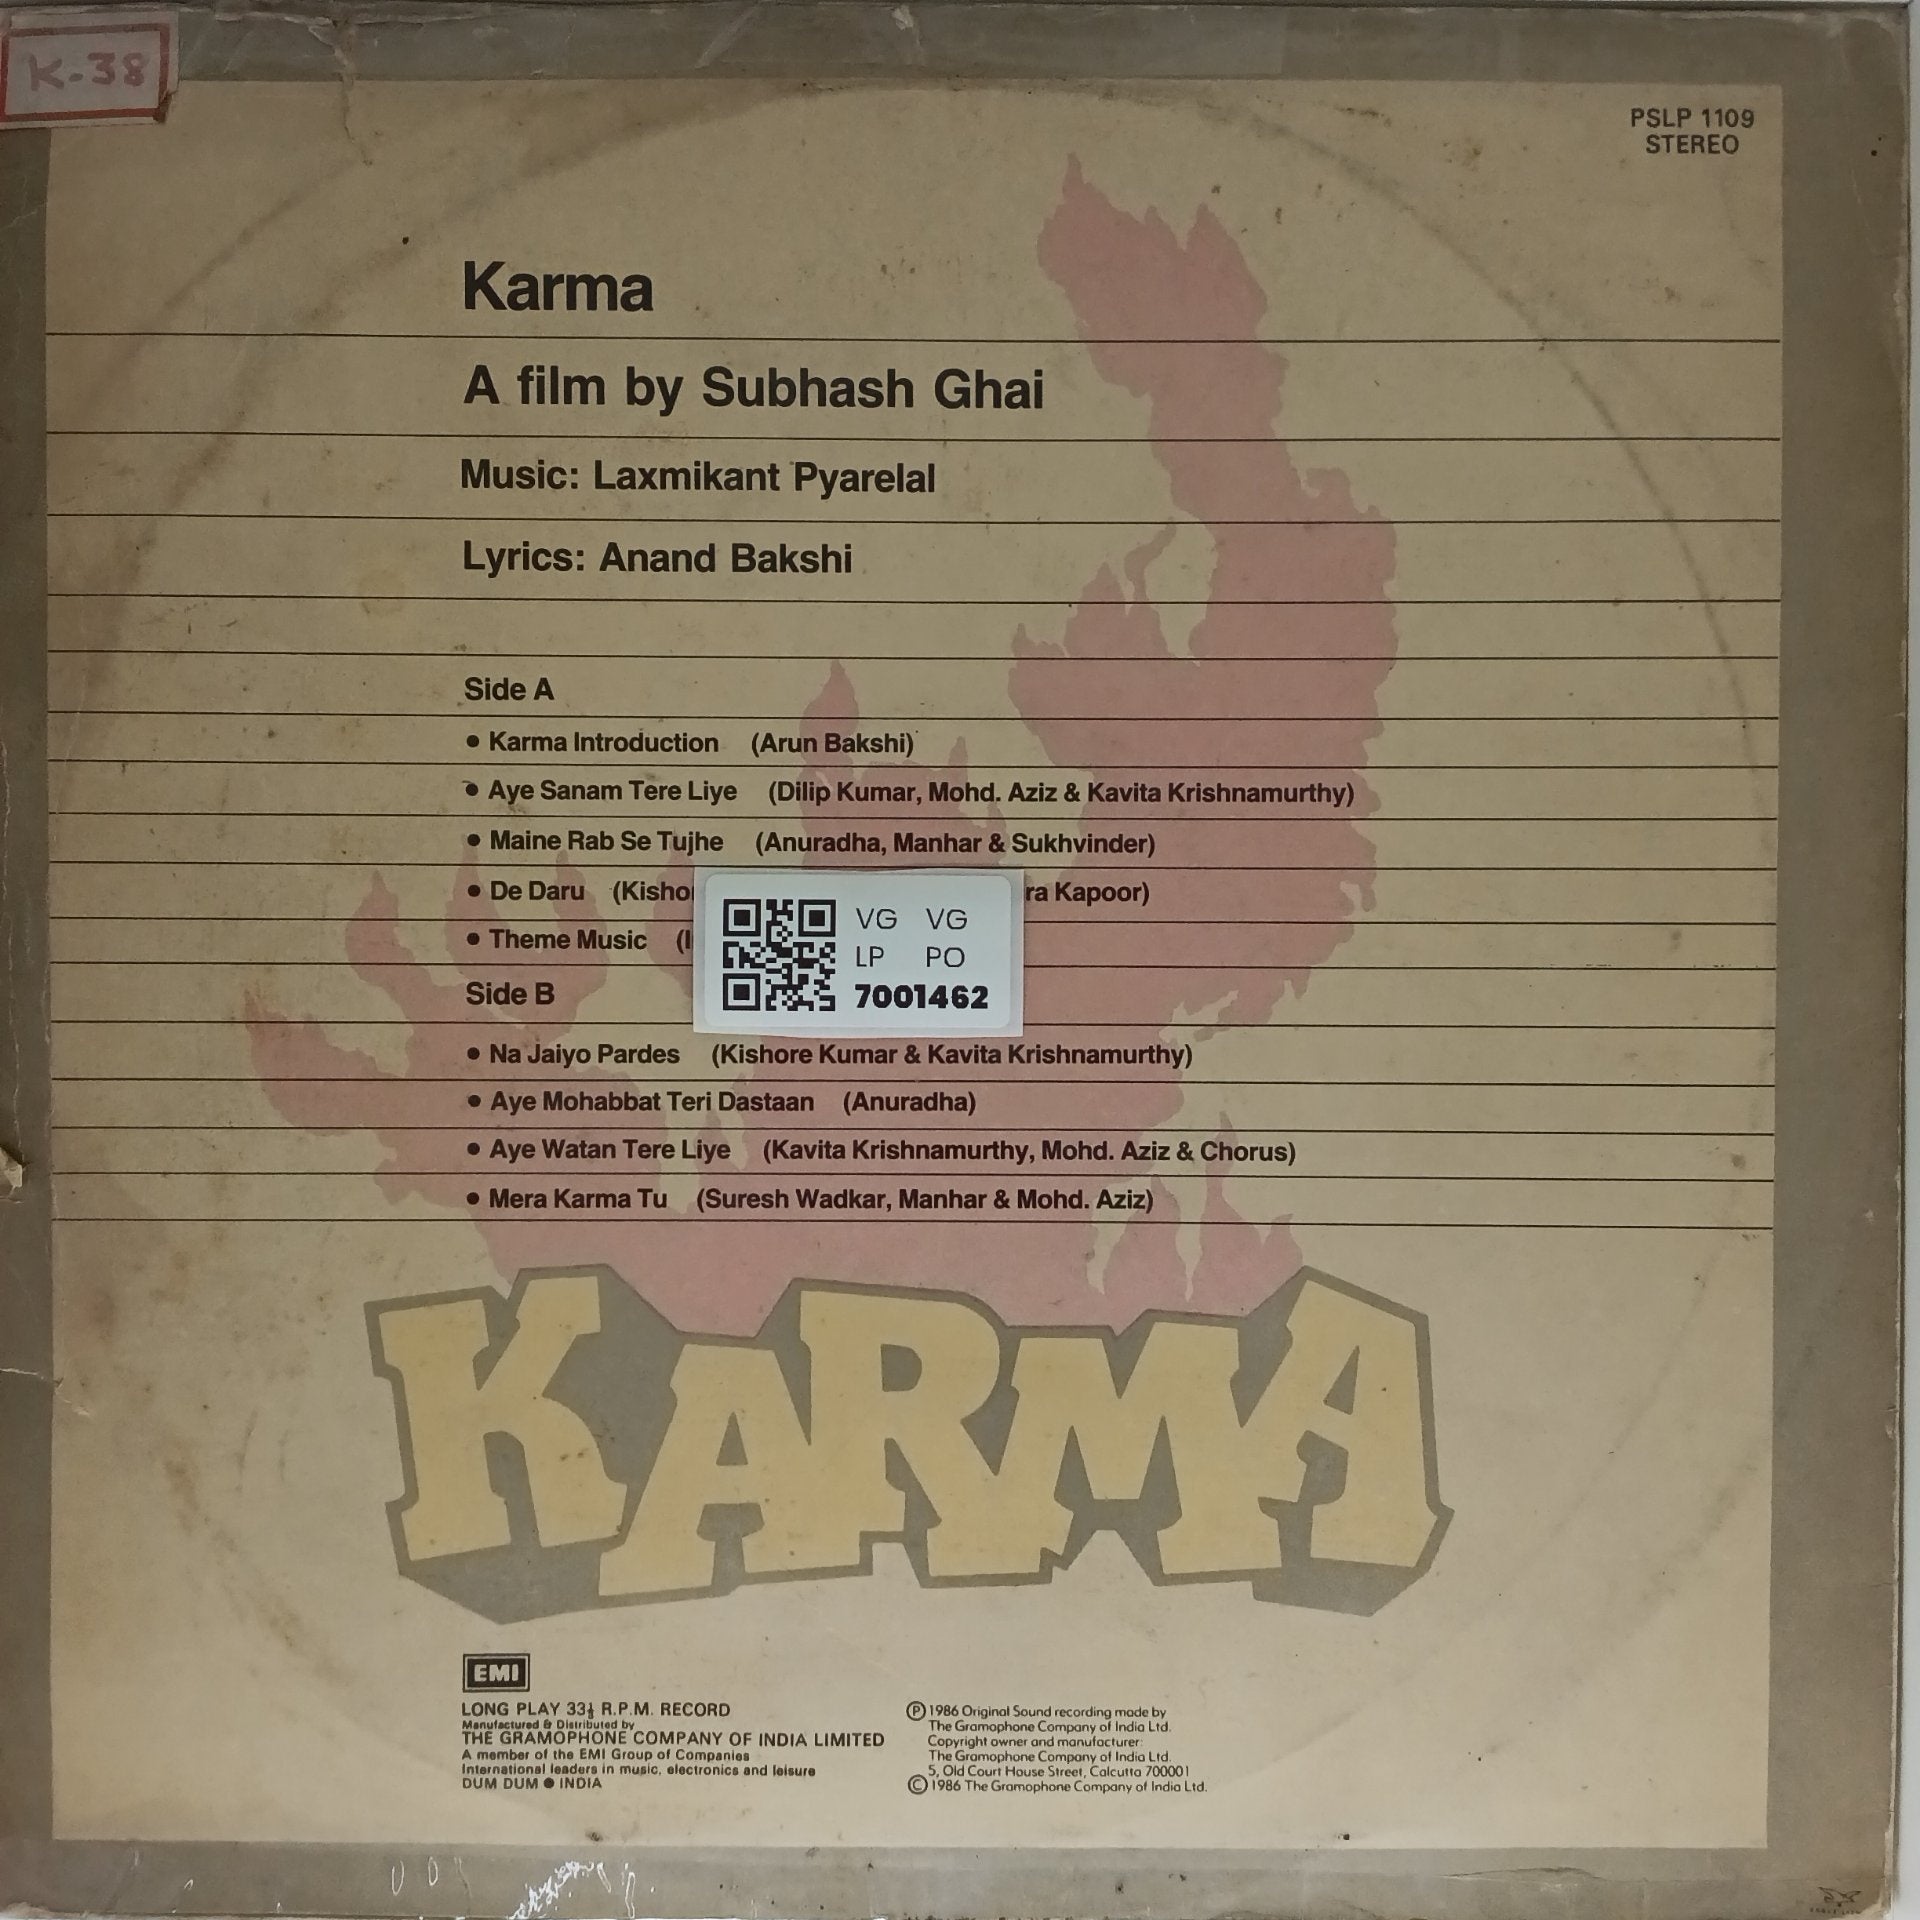 K-38
PSLP 1109
STEREO
Karma
A film by Subhash Ghai
Music: Laxmikant Pyarelal
Lyrics: Anand Bakshi
Side A
• Karma Introduction (Arun Bakshi)
• Aye Sanam Tere Liye (Dilip Kumar, Mohd. Aziz & Kavita Krishnamurthy)
• Maine Rab Se Tujhe (Anuradha, Manhar & Sukhvinder)
• De Daru Kapoor)
• Theme Music
VG VG
LP PO
7001462
Side B
• Na Jaiyo Pardes (Kishore Kumar & Kavita Krishnamurthy)
• Aye Mohabbat Teri Dastaan (Anuradha)
• Aye Watan Tere Liye (Kavita Krishnamurthy, Mohd. Aziz & Chorus)
• Mera Karma Tu (Suresh Wadkar, Manhar & Mohd. Aziz)
KARMA
EMI
LONG PLAY 33⅓ R.P.M. RECORD
Manufactured & Distributed by
THE GRAMOPHONE COMPANY OF INDIA LIMITED
A member of the EMI Group of Companies
International leaders in music, electronics and leisure
DUM DUM ● INDIA
Ⓟ 1986 Original Sound recording made by
The Gramophone Company of India Ltd.
Copyright owner and manufacturer:
The Gramophone Company of India Ltd.
5, Old Court House Street, Calcutta 700001
© 1986 The Gramophone Company of India Ltd.